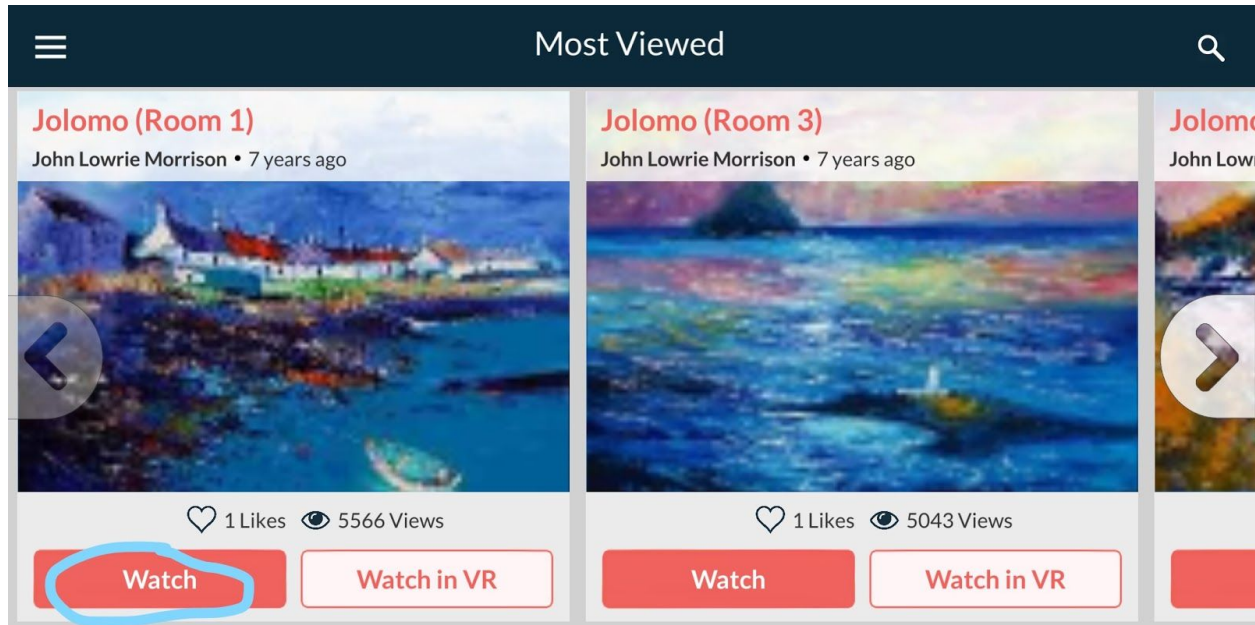 Most Viewed
Jolomo (Room 1)
John Lowrie Morrison • 7 years ago
1 Likes 5566 Views
Watch Watch in VR
Jolomo (Room 3)
John Lowrie Morrison • 7 years ago
1 Likes 5043 Views
Watch Watch in VR
John